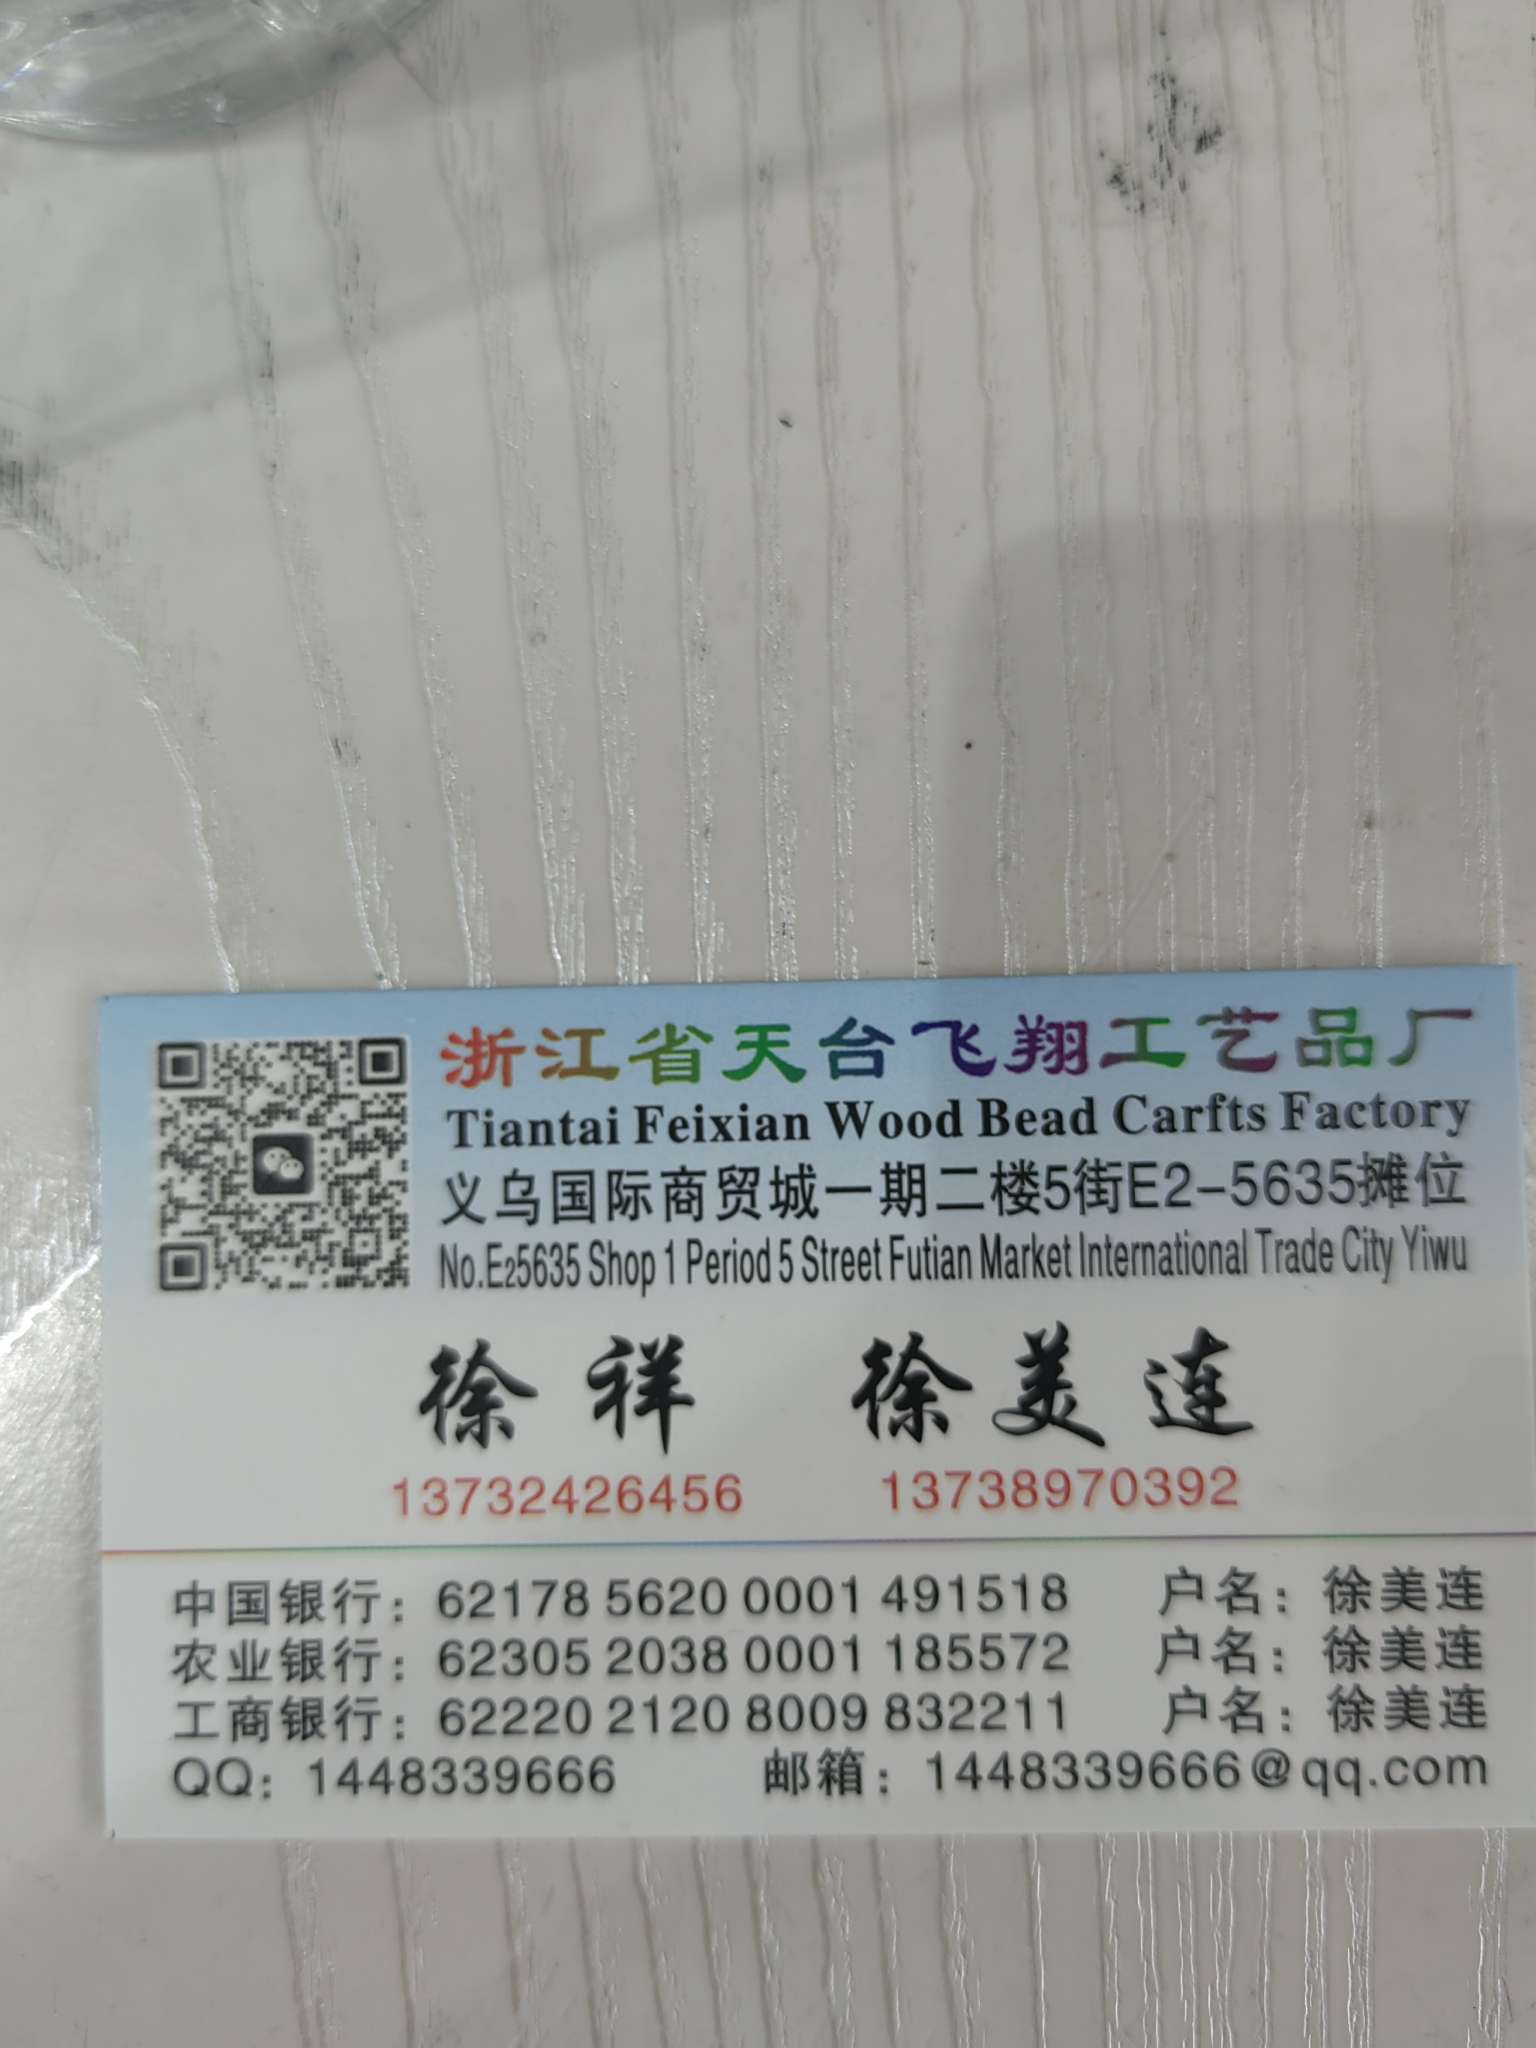 浙江省天台飞翔工艺品厂
Tiantai Feixian Wood Bead Carfts Factory
义乌国际商贸城一期二楼5街E2-5635摊位
No.E25635 Shop 1 Period 5 Street Futian Market International Trade City Yiwu
徐祥 徐美连
13732426456 13738970392
中国银行：62178 5620 0001 491518 户名：徐美连
农业银行：62305 2038 0001 185572 户名：徐美连
工商银行：62220 2120 8009 832211 户名：徐美连
QQ：1448339666 邮箱：1448339666@qq.com